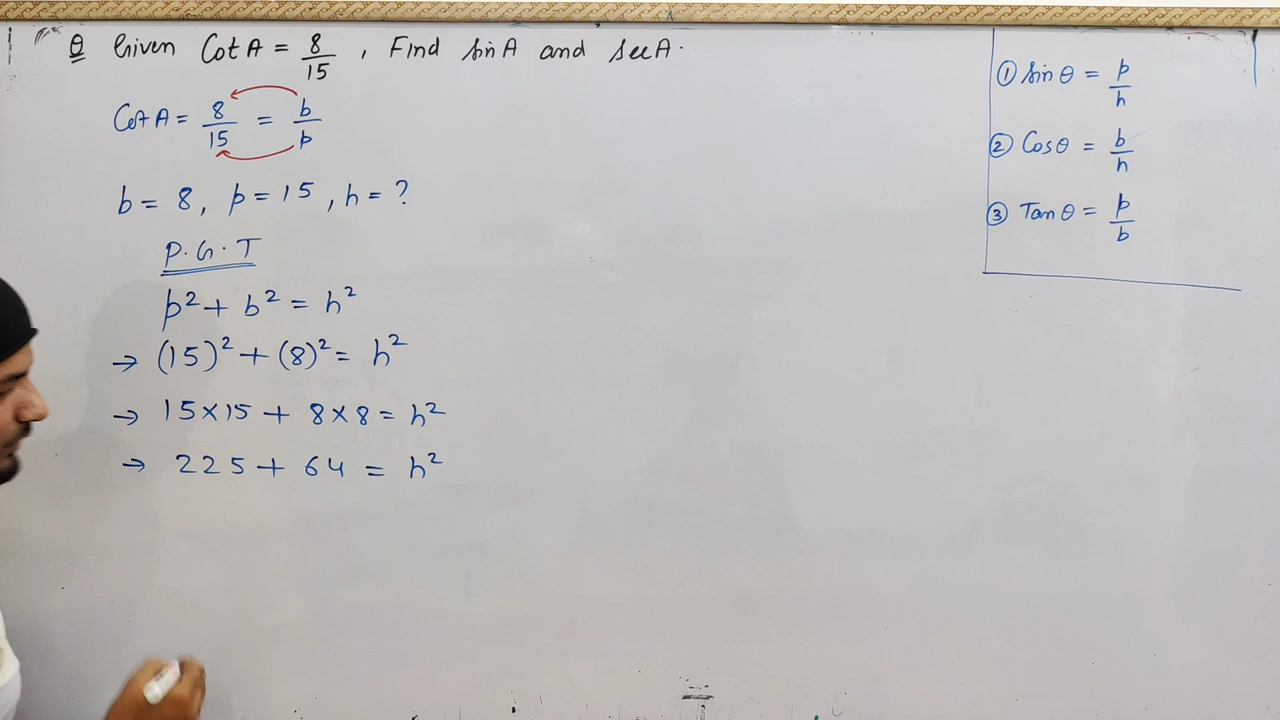 Q Given Cot A = 8/15 , Find sin A and sec A.
Cot A = 8/15 = b/p
b = 8, p = 15, h = ?
P.G.T
p² + b² = h²
→ (15)² + (8)² = h²
→ 15×15 + 8×8 = h²
→ 225 + 64 = h²
① sin θ = p/h
② Cos θ = b/h
③ Tan θ = p/b